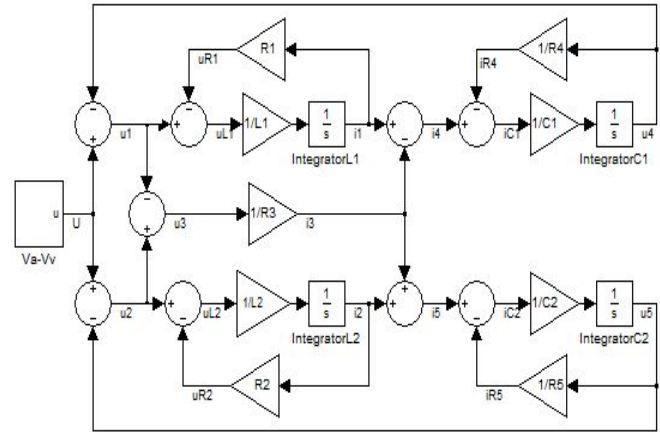 R1
uR1
1/R4
iR4
−
+
u1
+
−
uL1
1/L1
1
s
IntegratorL1
i1
+
−
i4
+
−
iC1
1/C1
1
s
IntegratorC1
u4
u
U
Va-Vv
−
+
u3
1/R3
i3
+
−
u2
+
−
uL2
1/L2
1
s
IntegratorL2
i2
+
+
i5
+
−
iC2
1/C2
1
s
IntegratorC2
u5
R2
uR2
1/R5
iR5